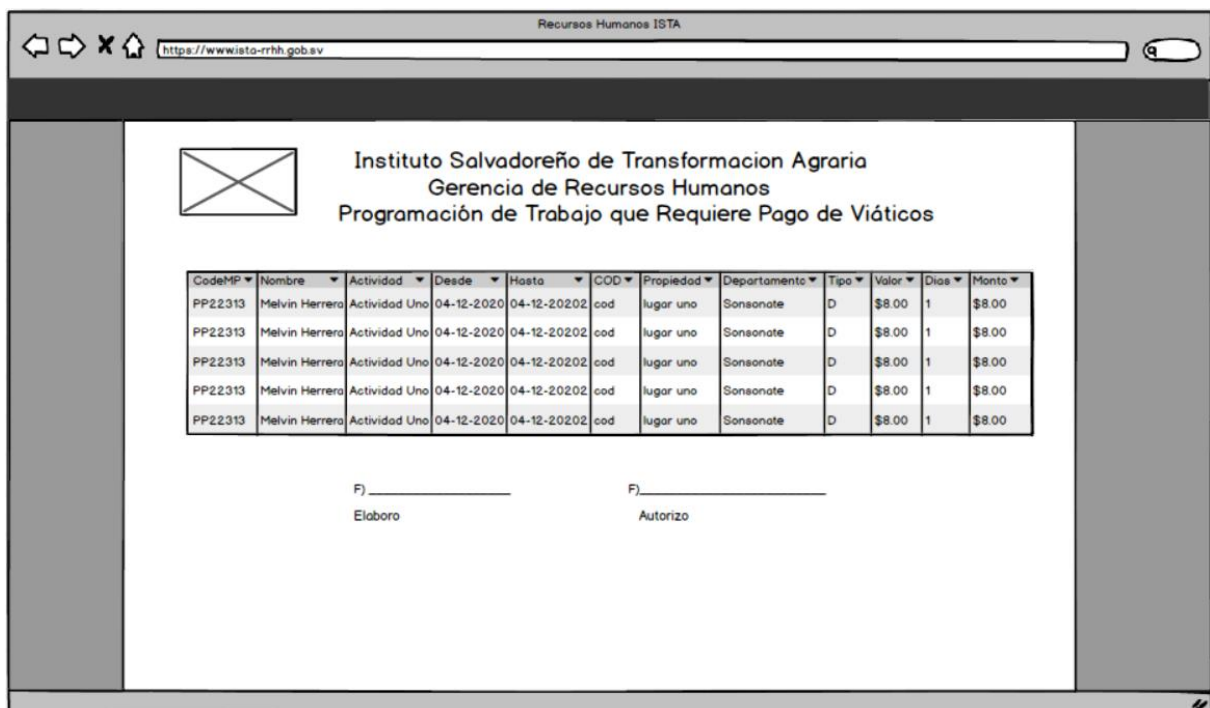 Recursos Humanos ISTA
https://www.ista-rrhh.gob.sv
Instituto Salvadoreño de Transformacion Agraria
Gerencia de Recursos Humanos
Programación de Trabajo que Requiere Pago de Viáticos
CodeMP Nombre Actividad Desde Hasta COD Propiedad Departamento Tipo Valor Dias Monto
PP22313 Melvin Herrera Actividad Uno 04-12-2020 04-12-20202 cod lugar uno Sonsonate D $8.00 1 $8.00
PP22313 Melvin Herrera Actividad Uno 04-12-2020 04-12-20202 cod lugar uno Sonsonate D $8.00 1 $8.00
PP22313 Melvin Herrera Actividad Uno 04-12-2020 04-12-20202 cod lugar uno Sonsonate D $8.00 1 $8.00
PP22313 Melvin Herrera Actividad Uno 04-12-2020 04-12-20202 cod lugar uno Sonsonate D $8.00 1 $8.00
PP22313 Melvin Herrera Actividad Uno 04-12-2020 04-12-20202 cod lugar uno Sonsonate D $8.00 1 $8.00
F) ____________________ F)__________________________
Elaboro Autorizo